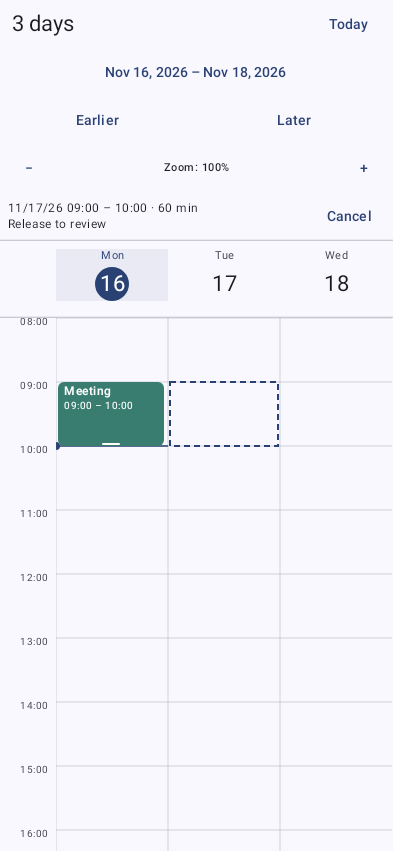 3 days
Today
Nov 16, 2026 – Nov 18, 2026
Earlier
Later
–
Zoom: 100%
+
11/17/26 09:00 – 10:00 · 60 min
Release to review
Cancel
Mon
Tue
Wed
16
17
18
08:00
09:00
Meeting
09:00 – 10:00
10:00
11:00
12:00
13:00
14:00
15:00
16:00